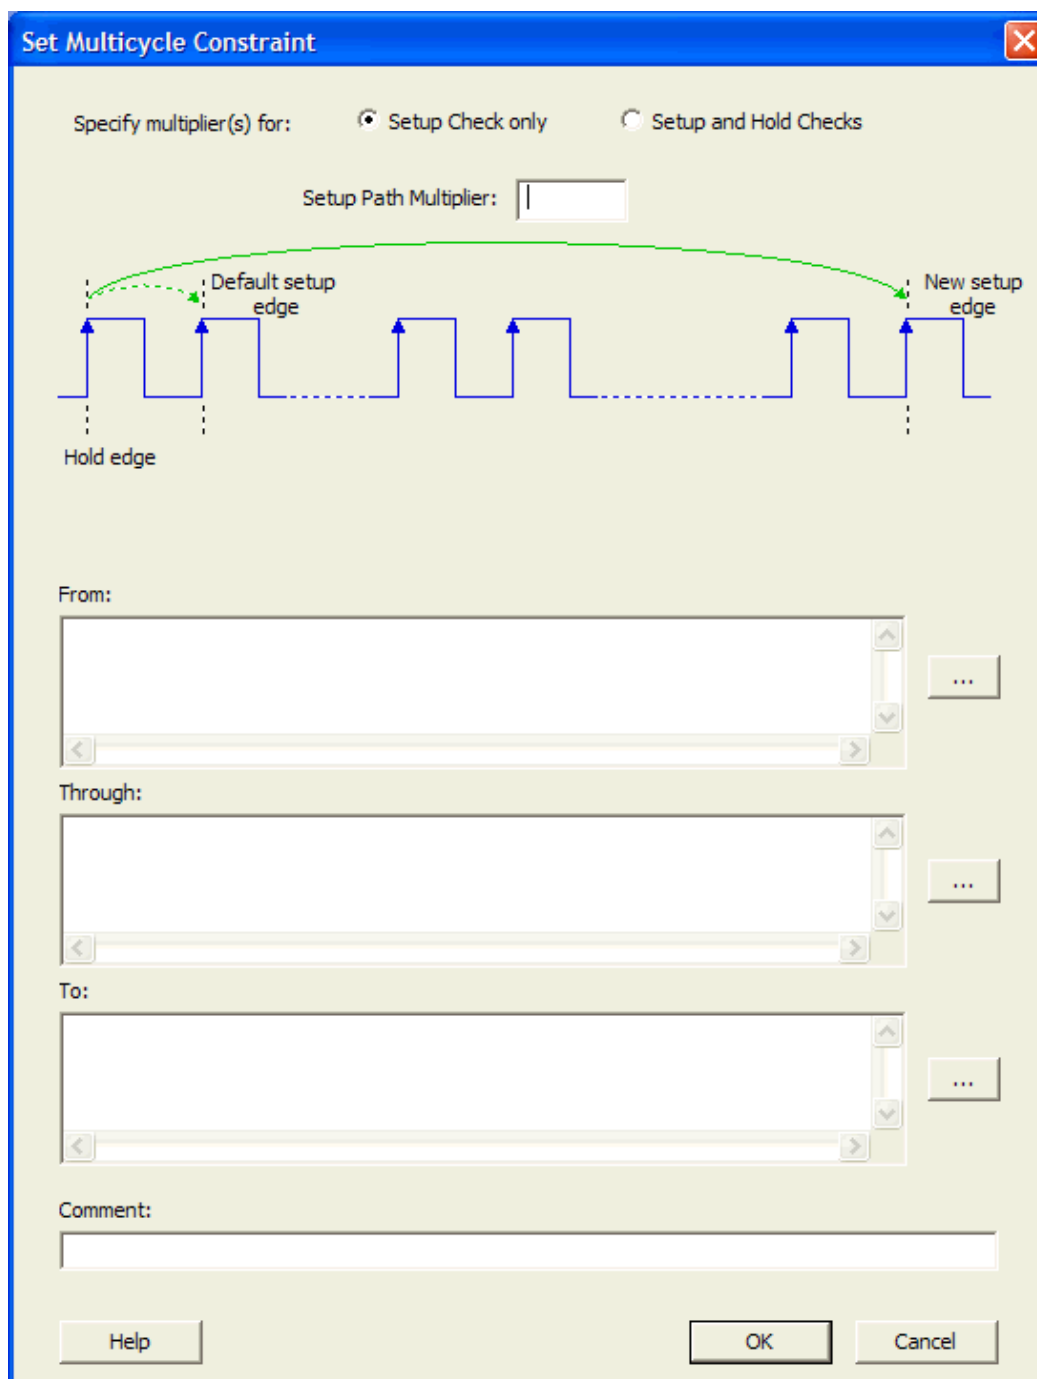 Set Multicycle Constraint
Specify multiplier(s) for: Setup Check only Setup and Hold Checks
Setup Path Multiplier:
Default setup
edge
New setup
edge
Hold edge
From:
...
Through:
...
To:
...
Comment:
Help OK Cancel